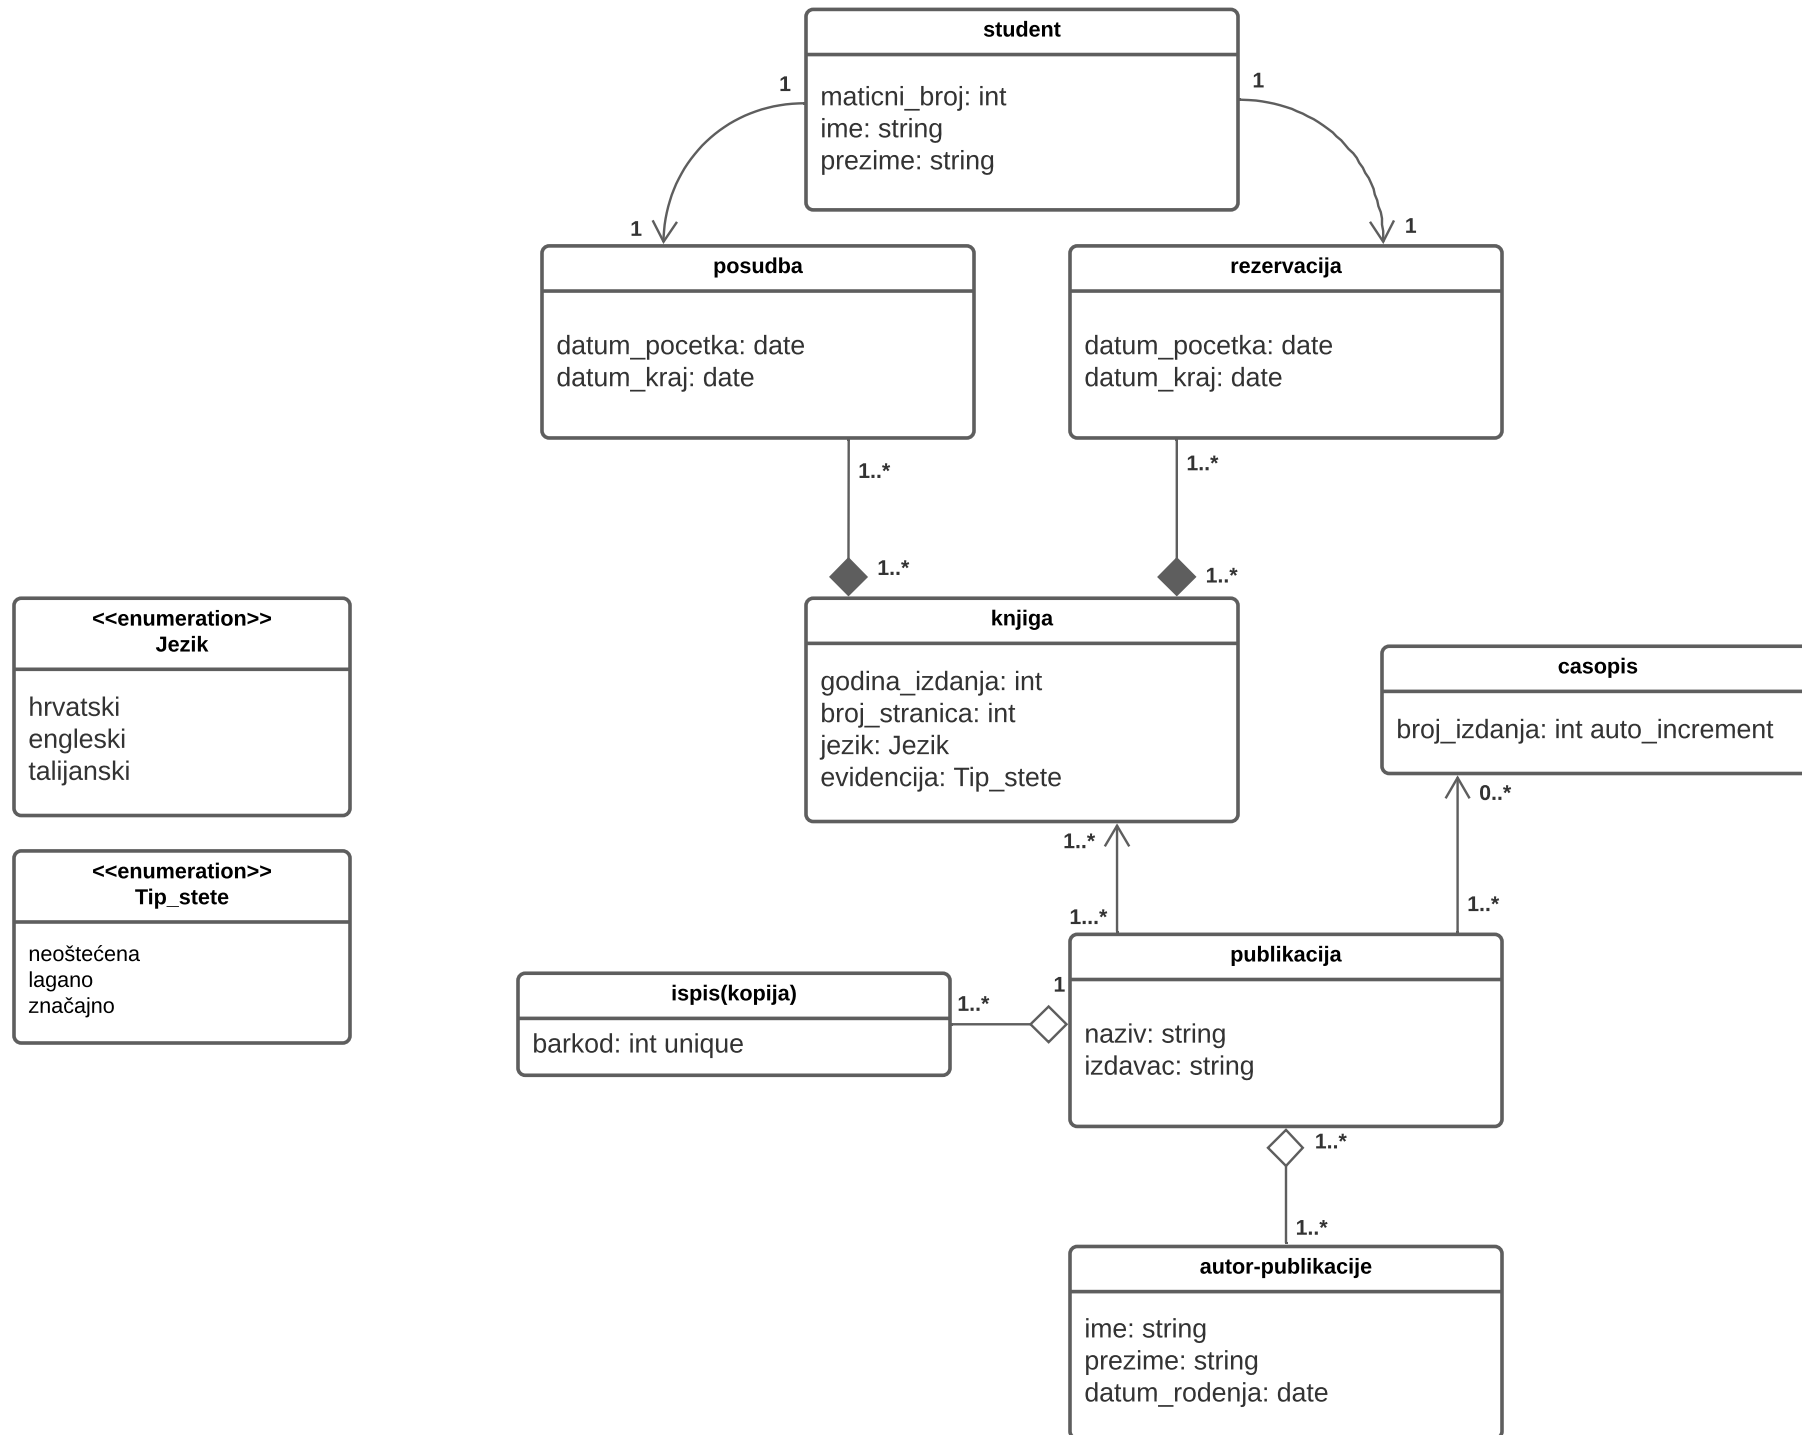 student
maticni_broj: int
ime: string
prezime: string
1
1
1
1
posudba
datum_pocetka: date
datum_kraj: date
rezervacija
datum_pocetka: date
datum_kraj: date
1..*
1..*
1..*
1..*
<<enumeration>>
Jezik
hrvatski
engleski
talijanski
knjiga
godina_izdanja: int
broj_stranica: int
jezik: Jezik
evidencija: Tip_stete
casopis
broj_izdanja: int auto_increment
0..*
1..*
1..*
1...*
<<enumeration>>
Tip_stete
neoštećena
lagano
značajno
ispis(kopija)
barkod: int unique
1..*
1
publikacija
naziv: string
izdavac: string
1..*
1..*
autor-publikacije
ime: string
prezime: string
datum_rodenja: date